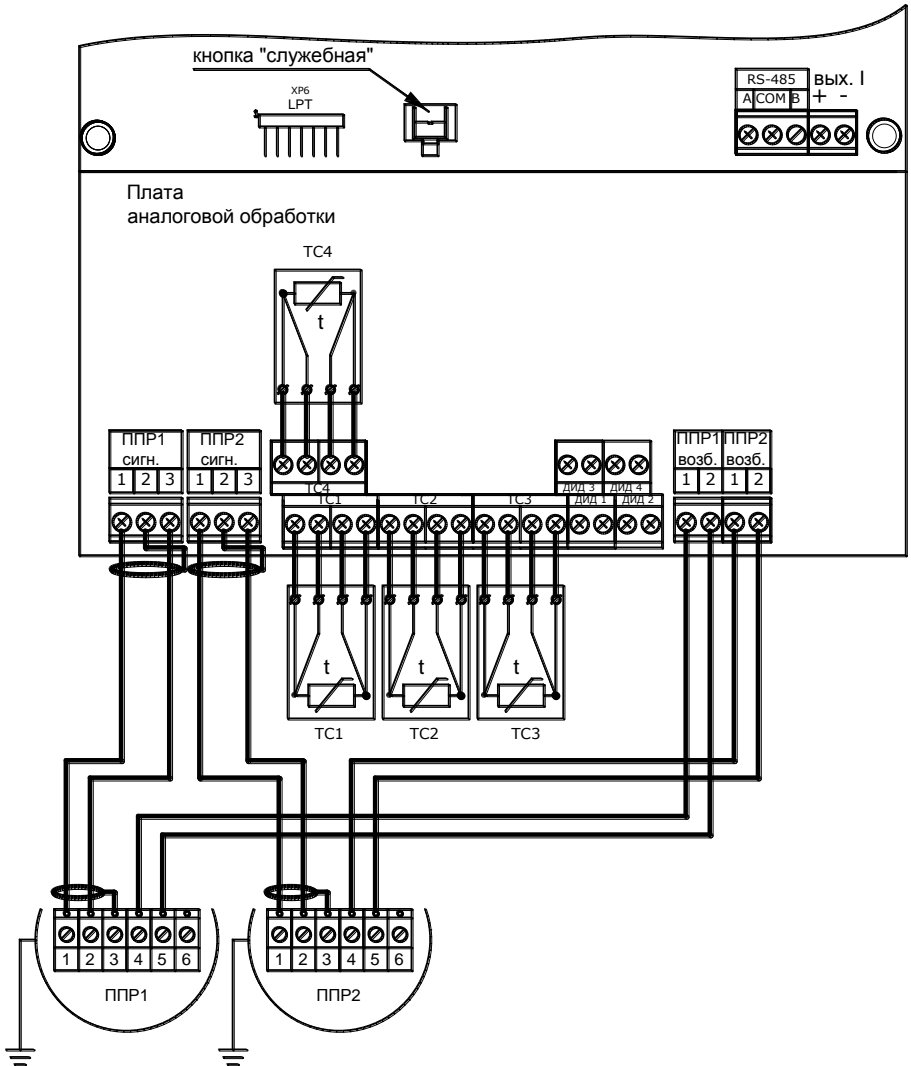 кнопка "служебная"
XP6
LPT
RS-485 вых. I
A COM B + -
Плата
аналоговой обработки
ТС4
t
ППР1 ППР2
сигн. сигн.
1 2 3 1 2 3
ППР1 ППР2
возб. возб.
1 2 1 2
ТС4
ДИД 3 ДИД 4
ТС1 ТС2 ТС3 ДИД 1 ДИД 2
t t t
ТС1 ТС2 ТС3
1 2 3 4 5 6
ППР1
1 2 3 4 5 6
ППР2